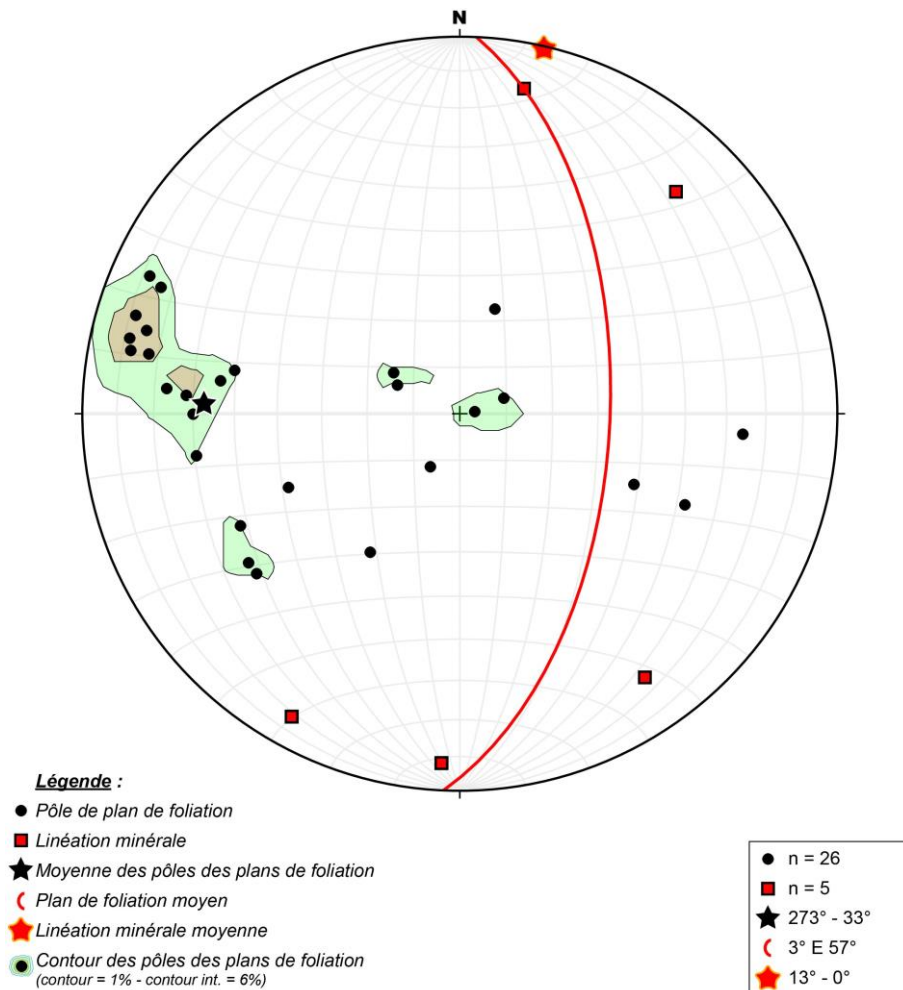 N
Légende :
Pôle de plan de foliation
Linéation minérale
Moyenne des pôles des plans de foliation
Plan de foliation moyen
Linéation minérale moyenne
Contour des pôles des plans de foliation
(contour = 1% - contour int. = 6%)
n = 26
n = 5
273° - 33°
3° E 57°
13° - 0°